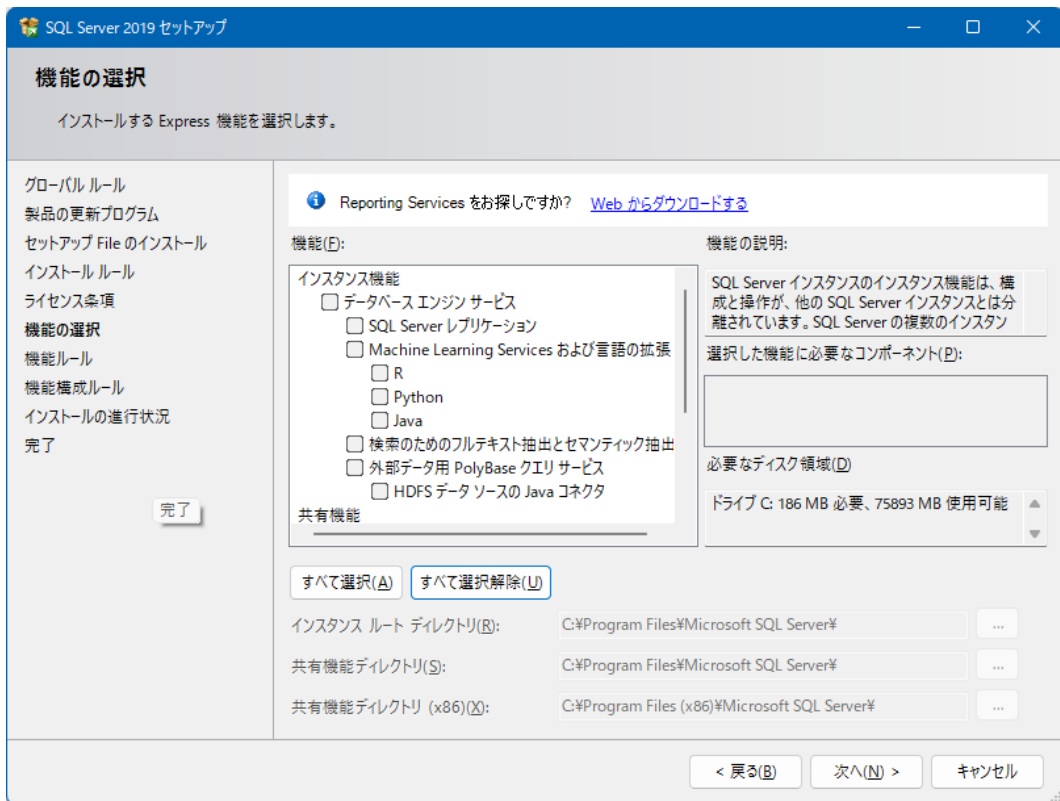 SQL Server 2019 セットアップ
機能の選択
インストールする Express 機能を選択します。
グローバル ルール
製品の更新プログラム
セットアップ File のインストール
インストール ルール
ライセンス条項
機能の選択
機能ルール
機能構成ルール
インストールの進行状況
完了
完了
Reporting Services をお探しですか? Web からダウンロードする
機能(F):
インスタンス機能
データベース エンジン サービス
SQL Server レプリケーション
Machine Learning Services および言語の拡張
R
Python
Java
検索のためのフルテキスト抽出とセマンティック抽出
外部データ用 PolyBase クエリ サービス
HDFS データ ソースの Java コネクタ
共有機能
機能の説明:
SQL Server インスタンスのインスタンス機能は、構
成と操作が、他の SQL Server インスタンスとは分
離されています。SQL Server の複数のインスタン
選択した機能に必要なコンポーネント(P):
必要なディスク領域(D)
ドライブ C: 186 MB 必要、75893 MB 使用可能
すべて選択(A) すべて選択解除(U)
インスタンス ルート ディレクトリ(R): C:¥Program Files¥Microsoft SQL Server¥ ...
共有機能ディレクトリ(S): C:¥Program Files¥Microsoft SQL Server¥ ...
共有機能ディレクトリ (x86)(X): C:¥Program Files (x86)¥Microsoft SQL Server¥ ...
< 戻る(B) 次へ(N) > キャンセル